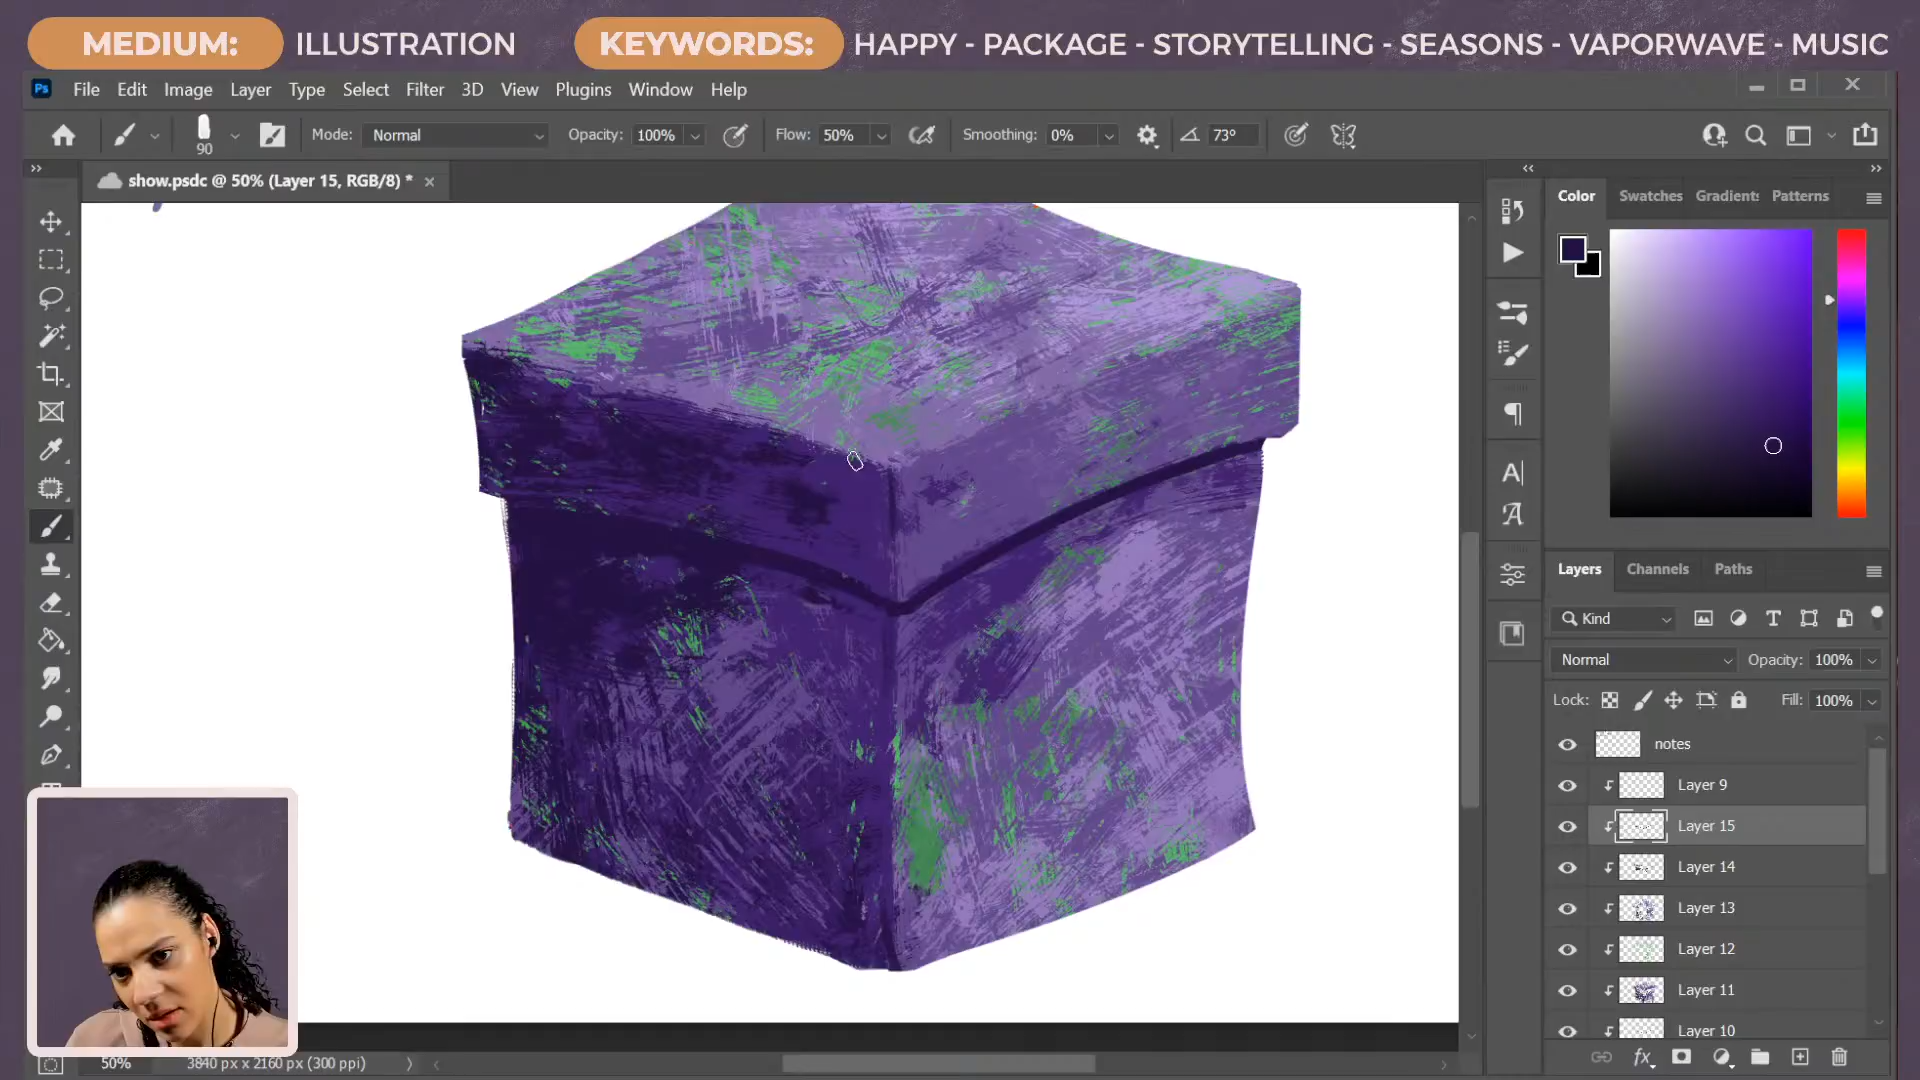 MEDIUM: ILLUSTRATION KEYWORDS: HAPPY - PACKAGE - STORYTELLING - SEASONS - VAPORWAVE - MUSIC
Ps File Edit Image Layer Type Select Filter 3D View Plugins Window Help
90 Mode: Normal Opacity: 100% Flow: 50% Smoothing: 0% 73°
show.psdc @ 50% (Layer 15, RGB/8) *
Color Swatches Gradients Patterns
Layers Channels Paths
Kind
Normal Opacity: 100%
Lock: Fill: 100%
notes
Layer 9
Layer 15
Layer 14
Layer 13
Layer 12
Layer 11
Layer 10
50% 3840 px x 2160 px (300 ppi)
fx